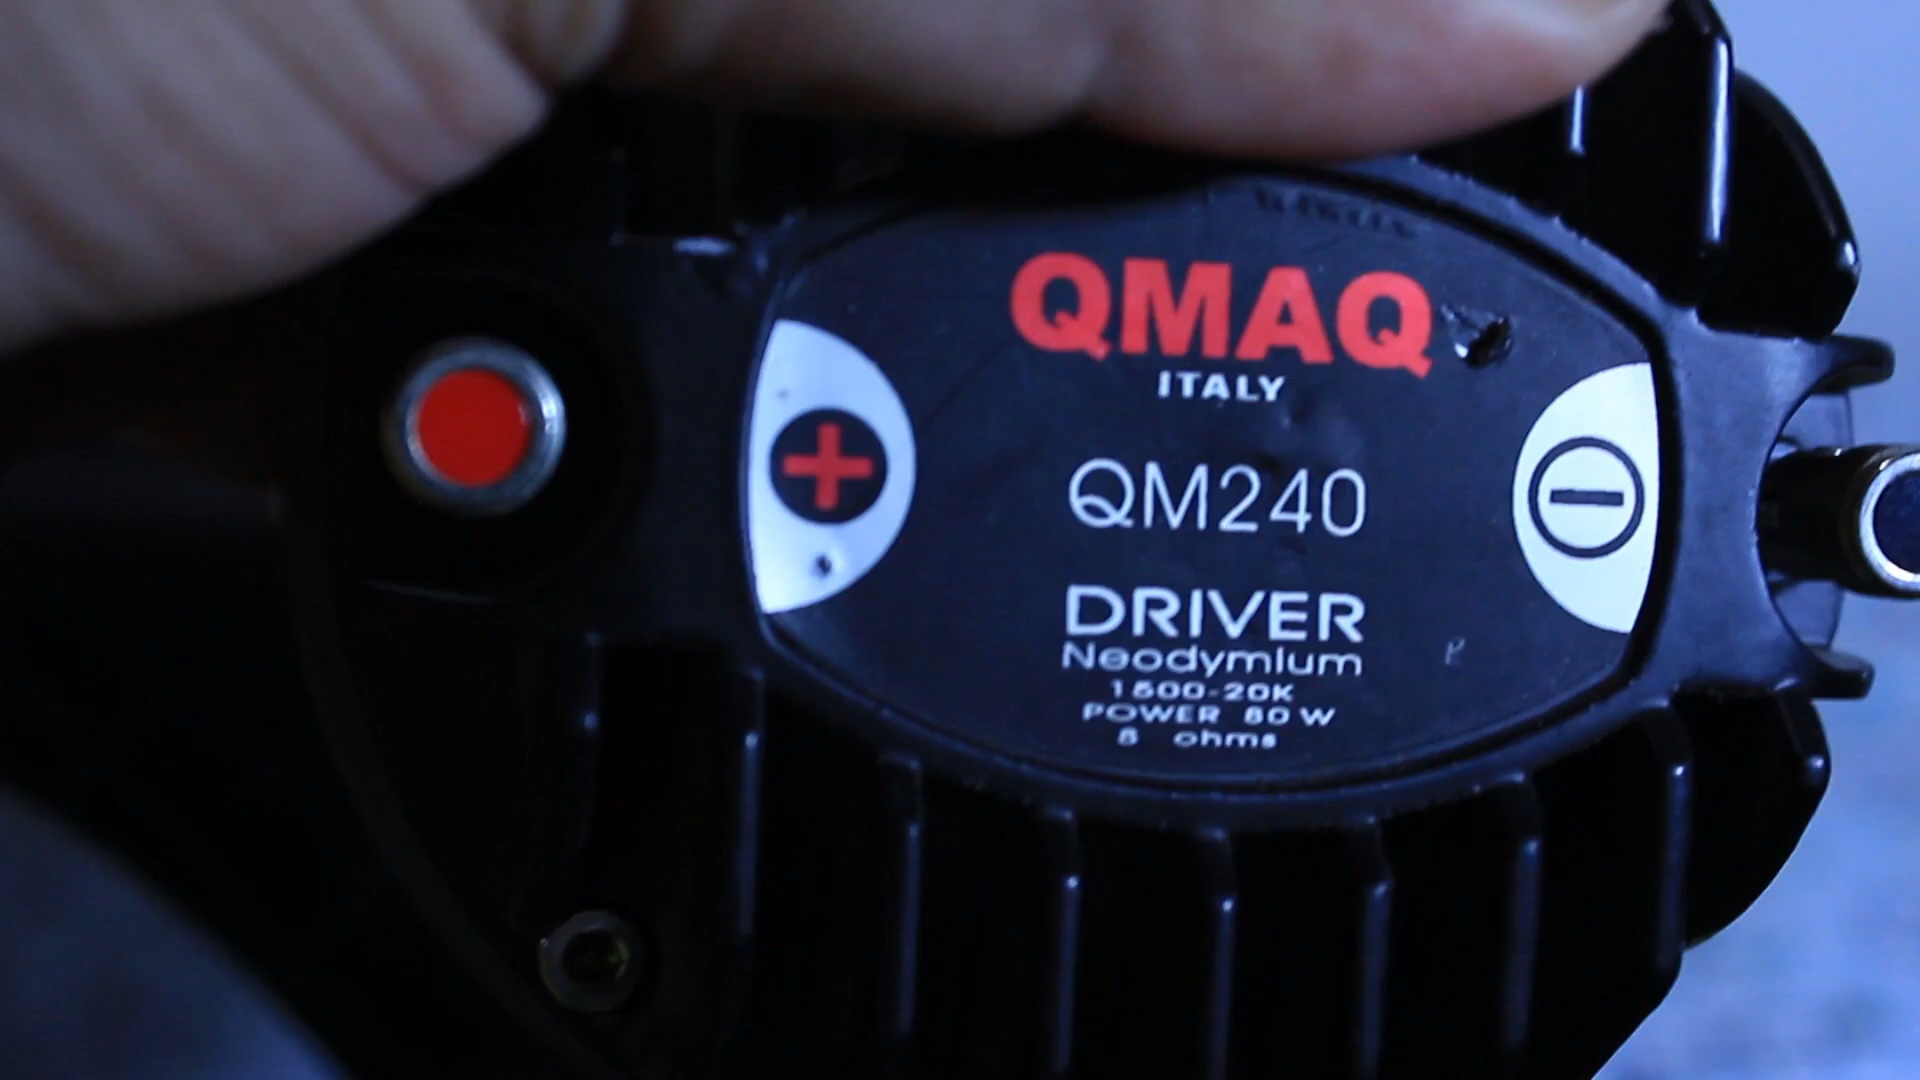 QMAQ
ITALY
QM240
DRIVER
Neodymium
1500-20K
POWER 80 W
8 ohms